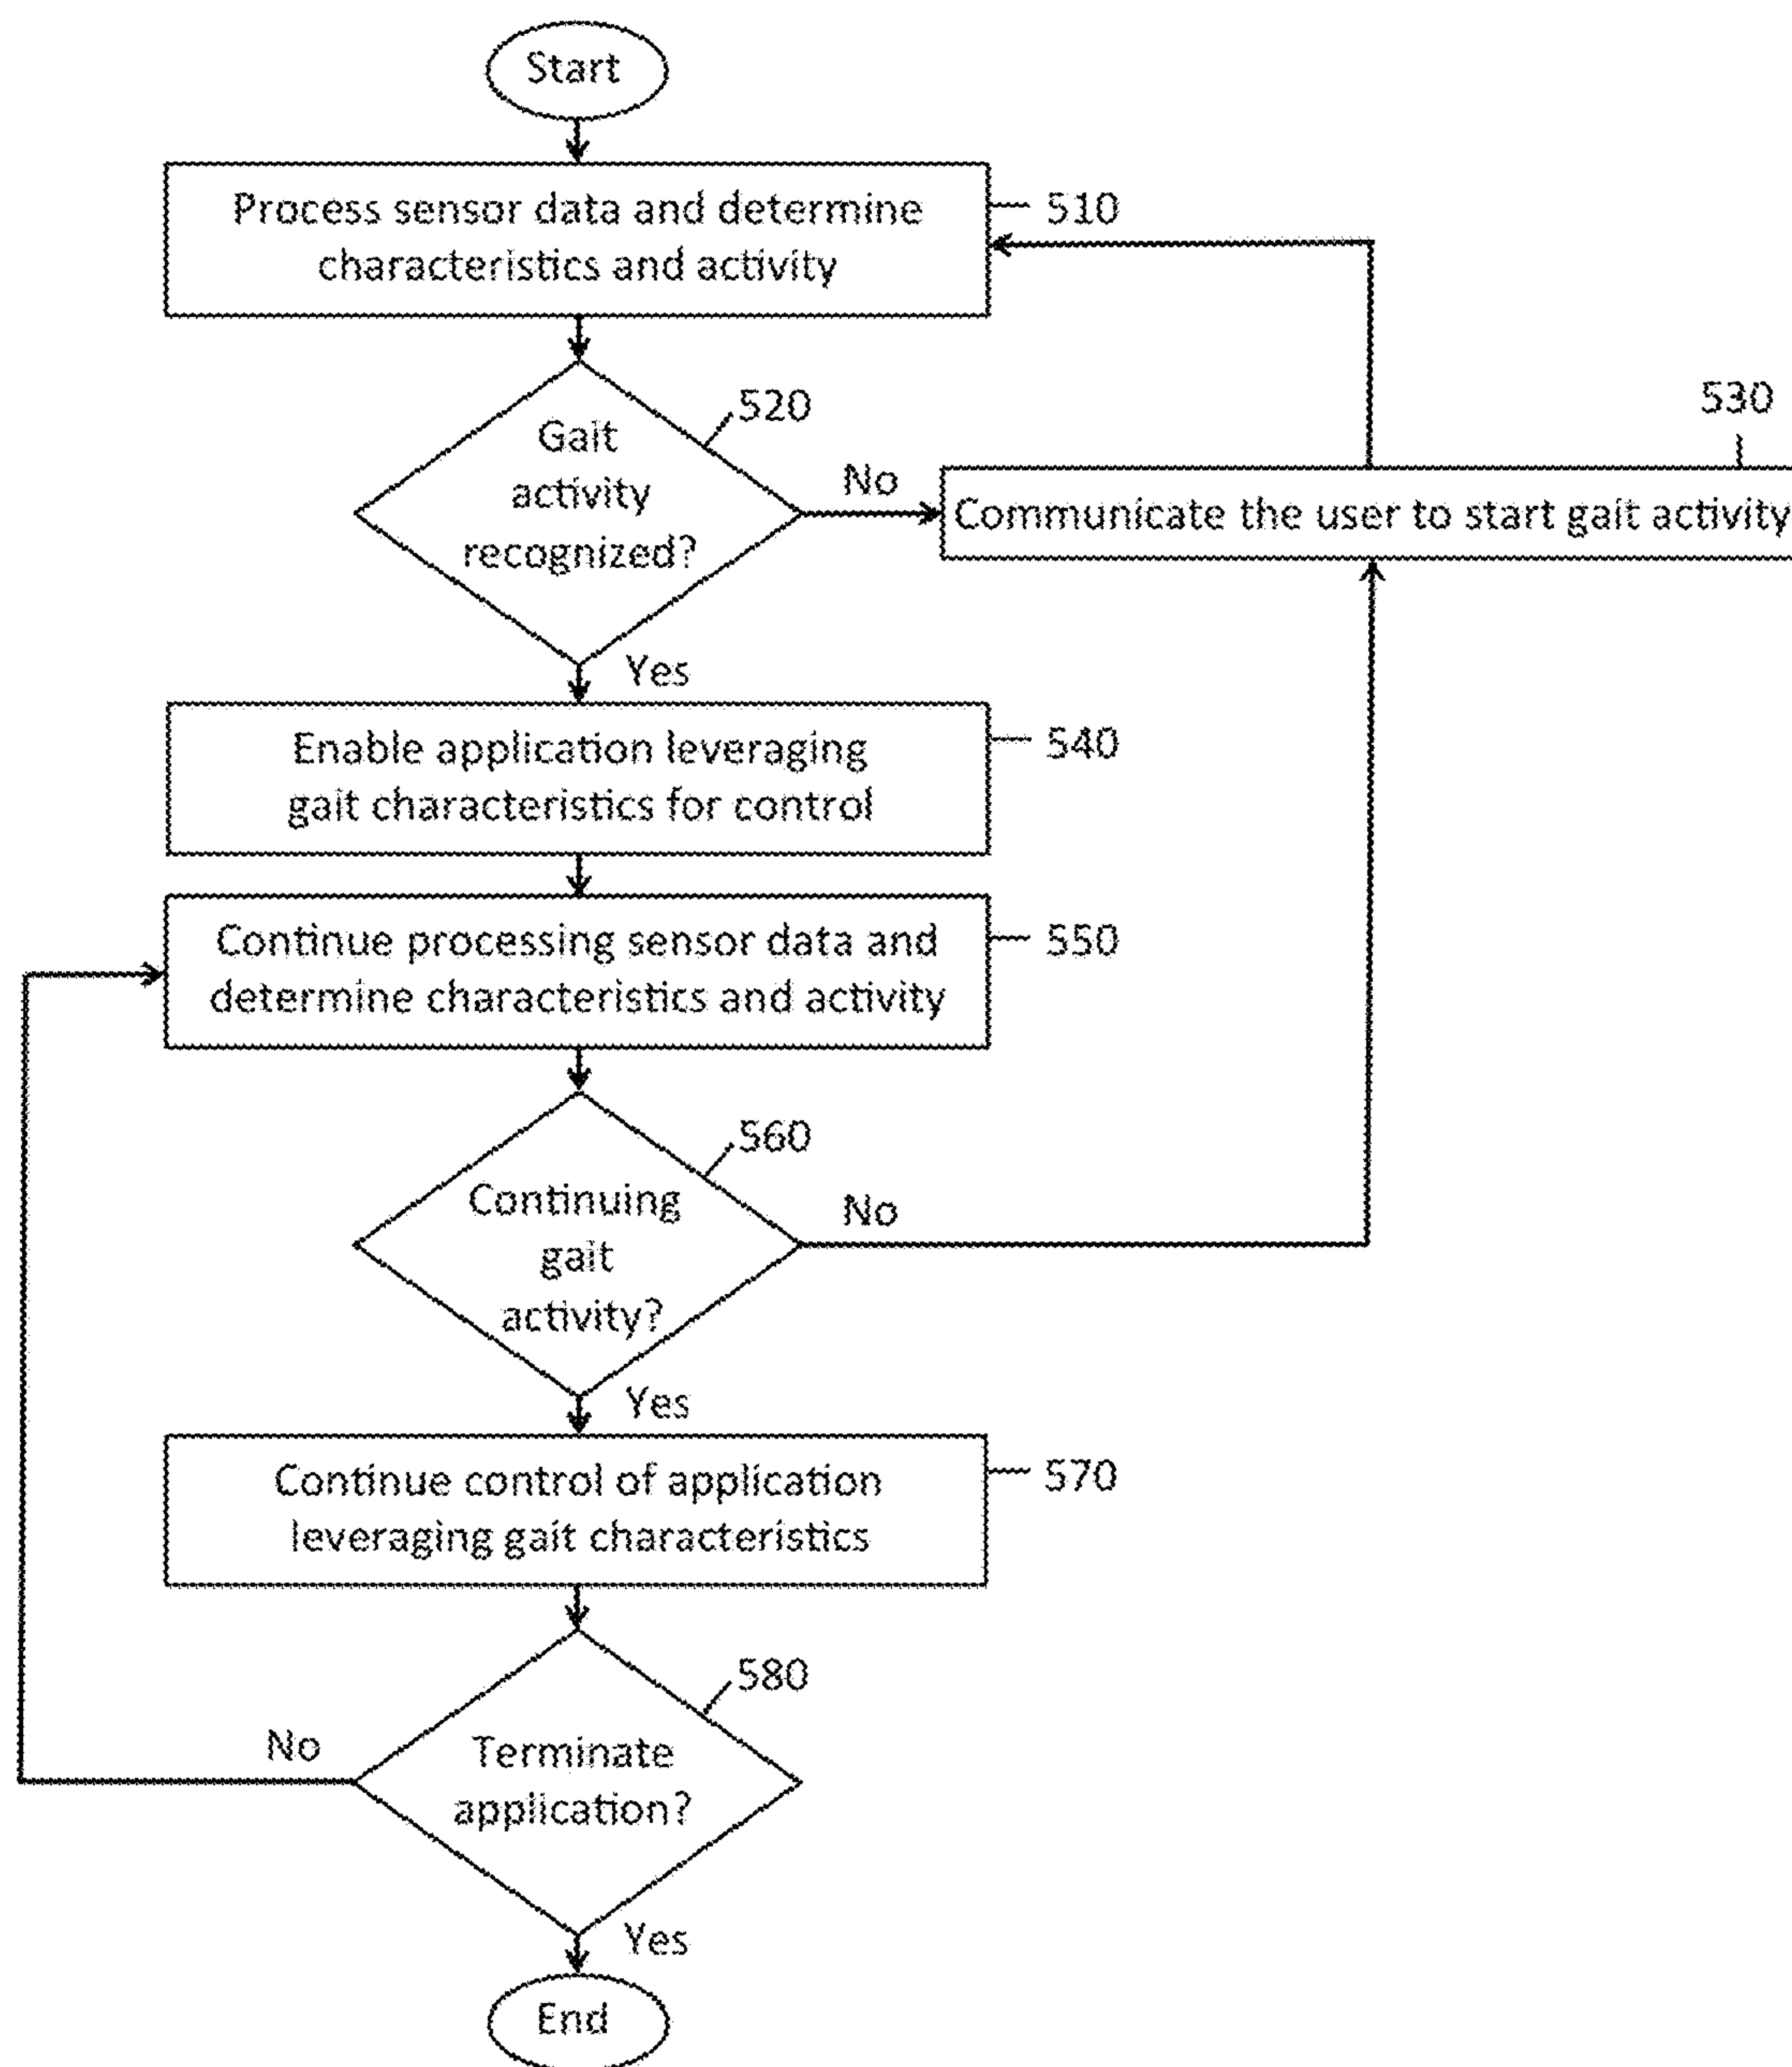 Start
Process sensor data and determine
characteristics and activity
510
Gait
activity
recognized?
520
No
530
Communicate the user to start gait activity
Yes
Enable application leveraging
gait characteristics for control
540
Continue processing sensor data and
determine characteristics and activity
550
560
Continuing
gait
activity?
No
Yes
Continue control of application
leveraging gait characteristics
570
580
Terminate
application?
No
Yes
End